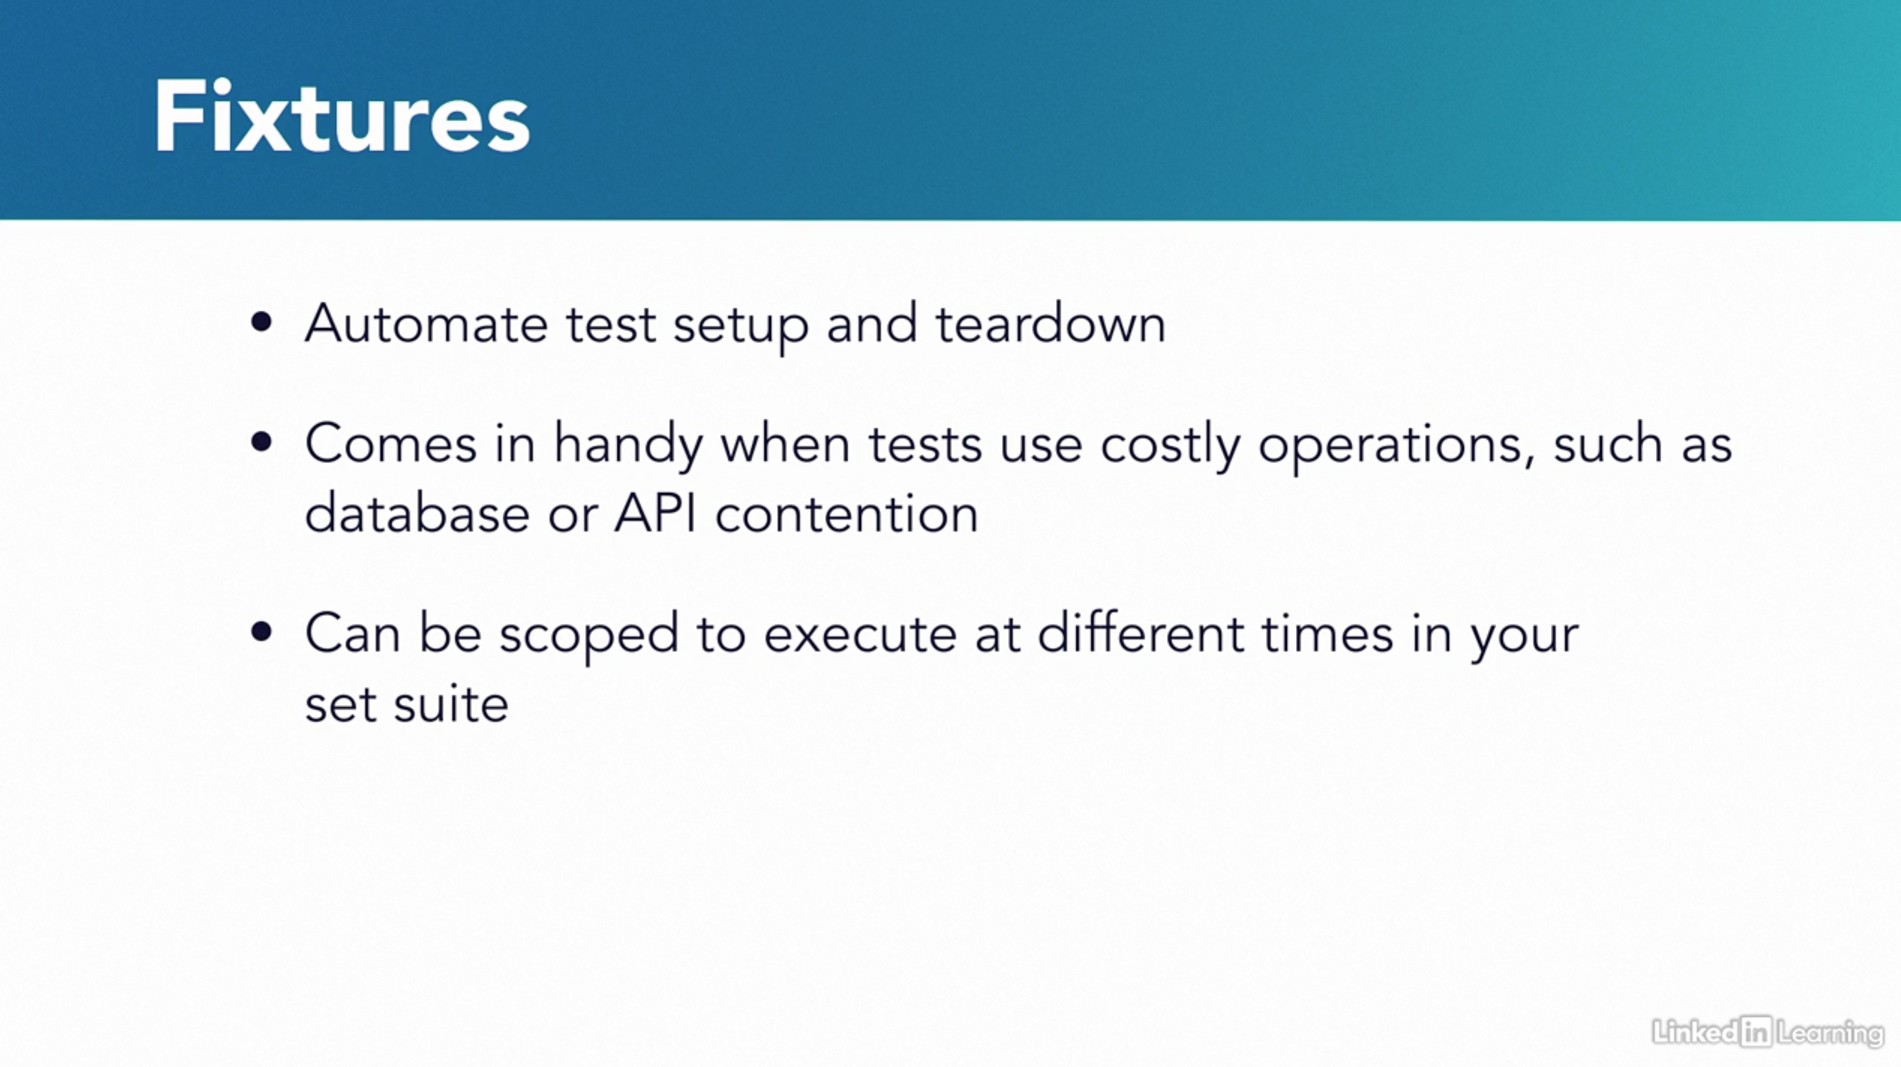 Fixtures
• Automate test setup and teardown
• Comes in handy when tests use costly operations, such as
database or API contention
• Can be scoped to execute at different times in your
set suite
Linked in Learning